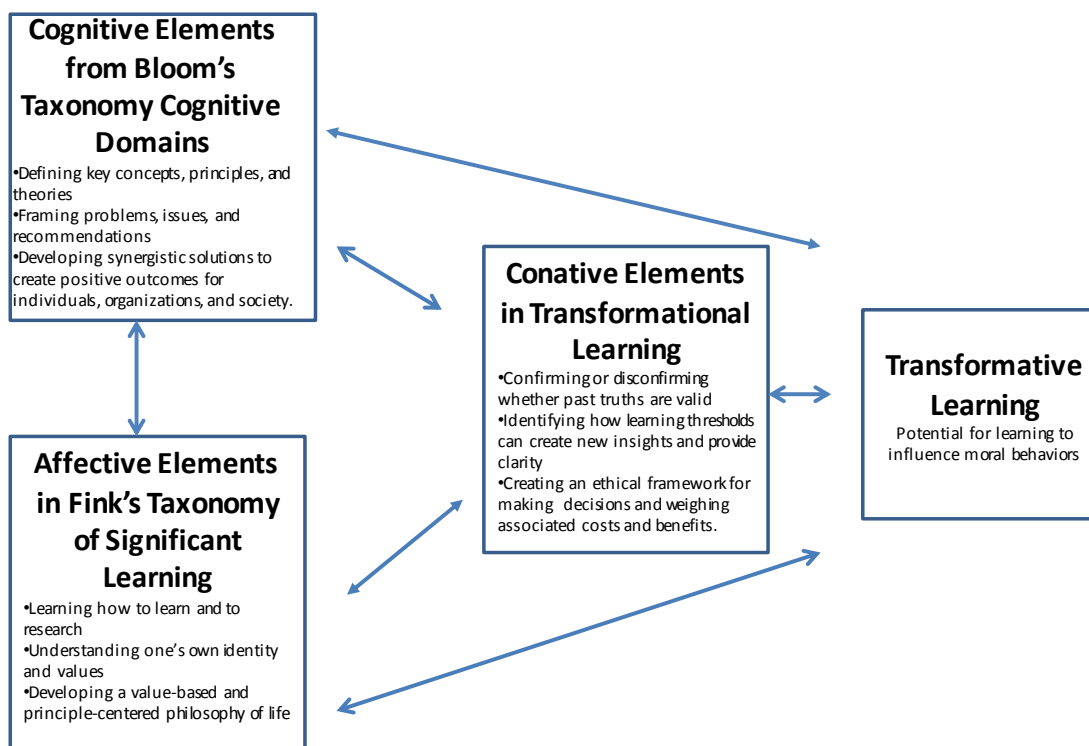 Cognitive Elements
from Bloom's
Taxonomy Cognitive
Domains
•Defining key concepts, principles, and
theories
•Framing problems, issues, and
recommendations
•Developing synergistic solutions to
create positive outcomes for
individuals, organizations, and society.
Affective Elements
in Fink's Taxonomy
of Significant
Learning
•Learning how to learn and to
research
•Understanding one's own identity
and values
•Developing a value-based and
principle-centered philosophy of life
Conative Elements
in Transformational
Learning
•Confirming or disconfirming
whether past truths are valid
•Identifying how learning thresholds
can create new insights and provide
clarity
•Creating an ethical framework for
making decisions and weighing
associated costs and benefits.
Transformative
Learning
Potential for learning to
influence moral behaviors